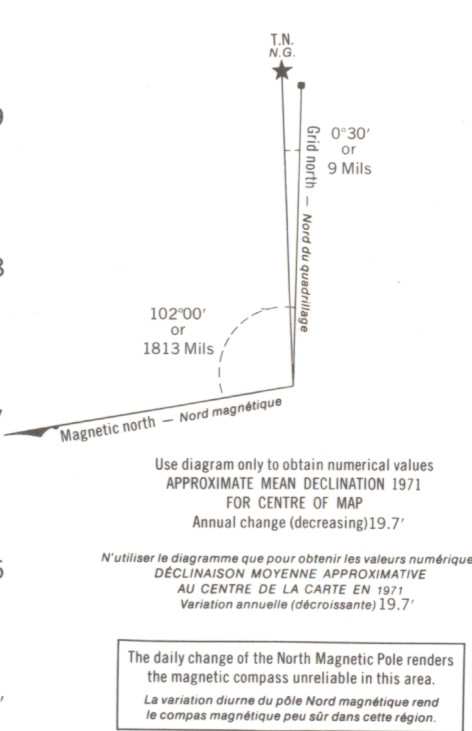 T.N.
N.G.
Grid north — Nord du quadrillage
0°30′
or
9 Mils
102°00′
or
1813 Mils
Magnetic north — Nord magnétique
Use diagram only to obtain numerical values
APPROXIMATE MEAN DECLINATION 1971
FOR CENTRE OF MAP
Annual change (decreasing)19.7′
N'utiliser le diagramme que pour obtenir les valeurs numérique
DÉCLINAISON MOYENNE APPROXIMATIVE
AU CENTRE DE LA CARTE EN 1971
Variation annuelle (décroissante) 19.7′
The daily change of the North Magnetic Pole renders
the magnetic compass unreliable in this area.
La variation diurne du pôle Nord magnétique rend
le compas magnétique peu sûr dans cette région.